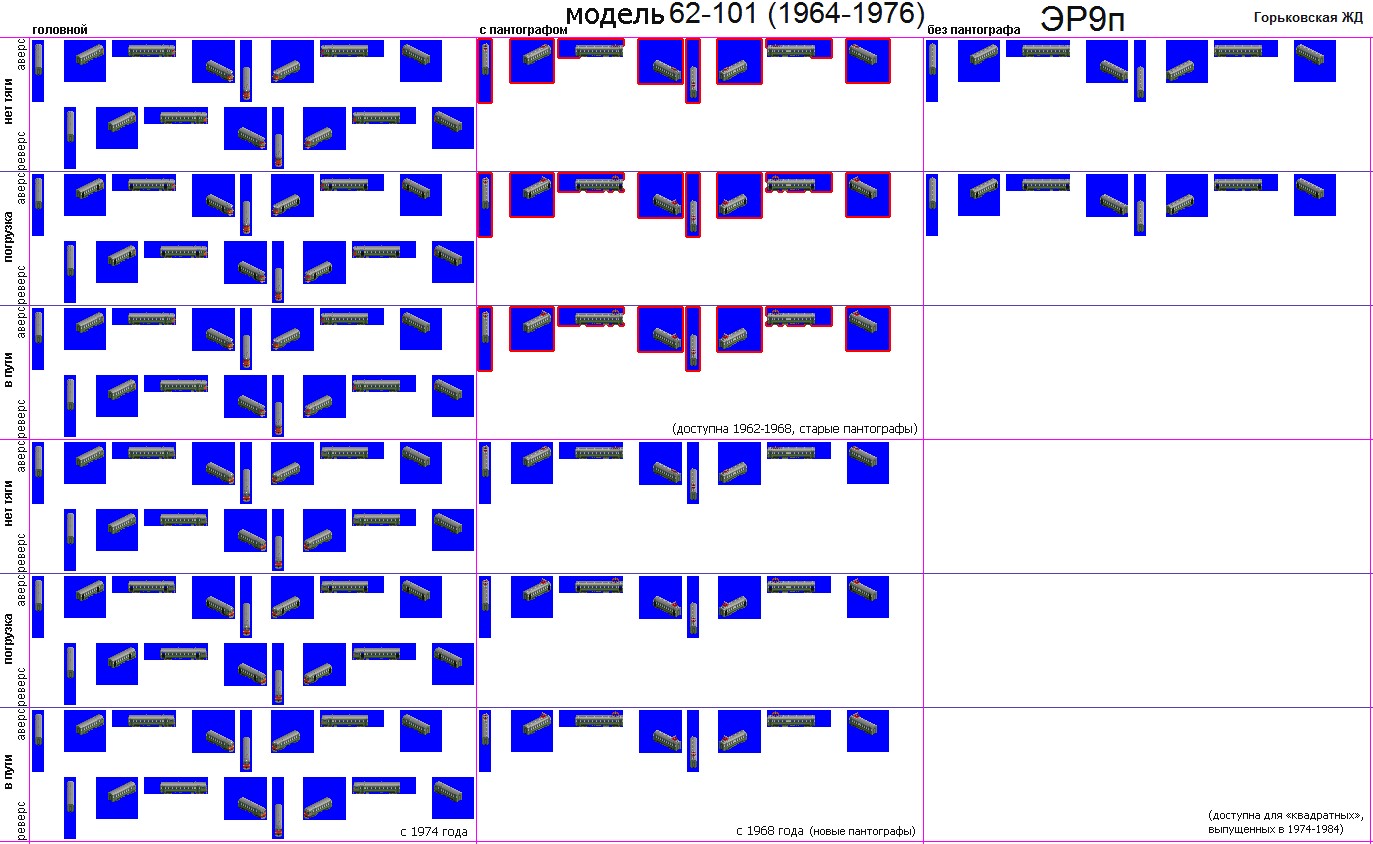 модель 62-101 (1964-1976)
ЭР9п
Горьковская ЖД
головной
с пантографом
без пантографа
нет тяги
аверс
реверс
погрузка
аверс
реверс
в пути
аверс
реверс
(доступна 1962-1968, старые пантографы)
нет тяги
аверс
реверс
погрузка
аверс
реверс
в пути
аверс
реверс
с 1974 года
с 1968 года (новые пантографы)
(доступна для «квадратных»,
выпущенных в 1974-1984)